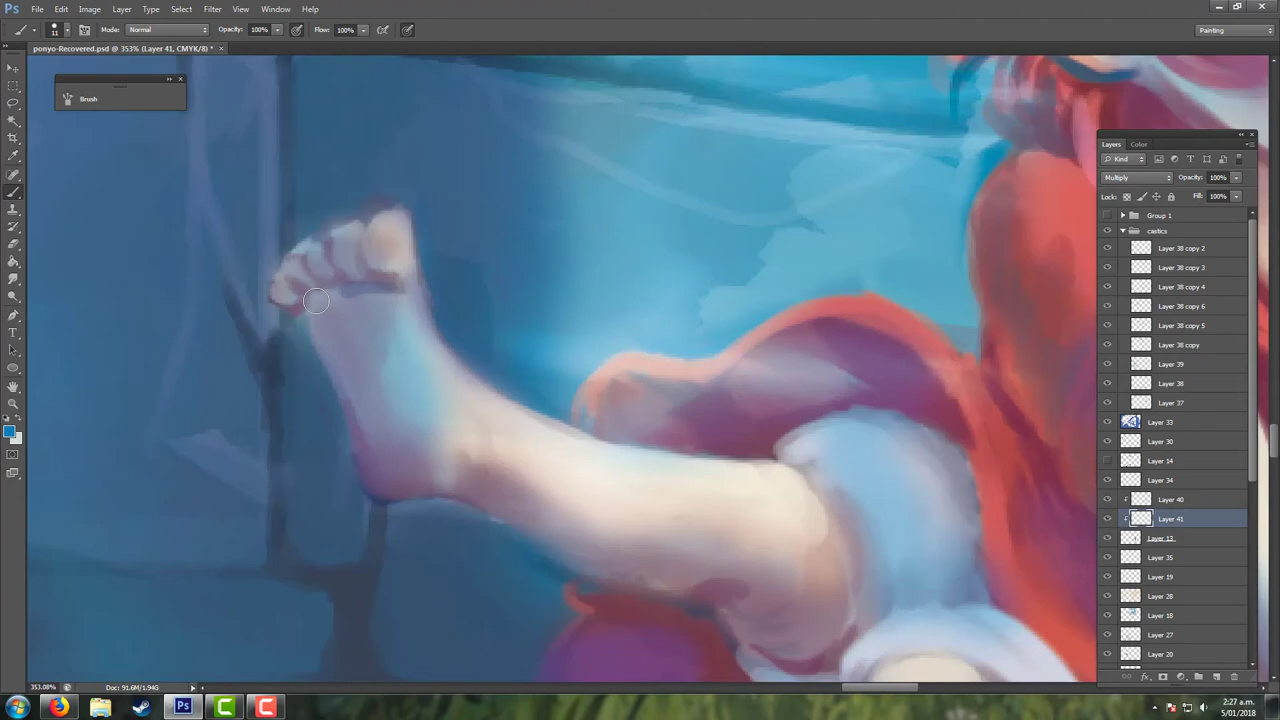 Ps File Edit Image Layer Type Select Filter 3D View Window Help
11 Mode: Normal Opacity: 100% Flow: 100% Painting
ponyo-Recovered.psd @ 353% (Layer 41, CMYK/8) * ×
Brush
Layers Color
Kind
Multiply Opacity: 100%
Lock: Fill: 100%
Group 1
castics
Layer 38 copy 2
Layer 38 copy 3
Layer 38 copy 4
Layer 38 copy 6
Layer 38 copy 5
Layer 38 copy
Layer 39
Layer 38
Layer 37
Layer 33
Layer 30
Layer 14
Layer 34
Layer 40
Layer 41
Layer 13
Layer 35
Layer 19
Layer 28
Layer 18
Layer 27
Layer 20
353.08% Doc: 91.6M/1.94G
Ps
2:27 a.m.
5/01/2018